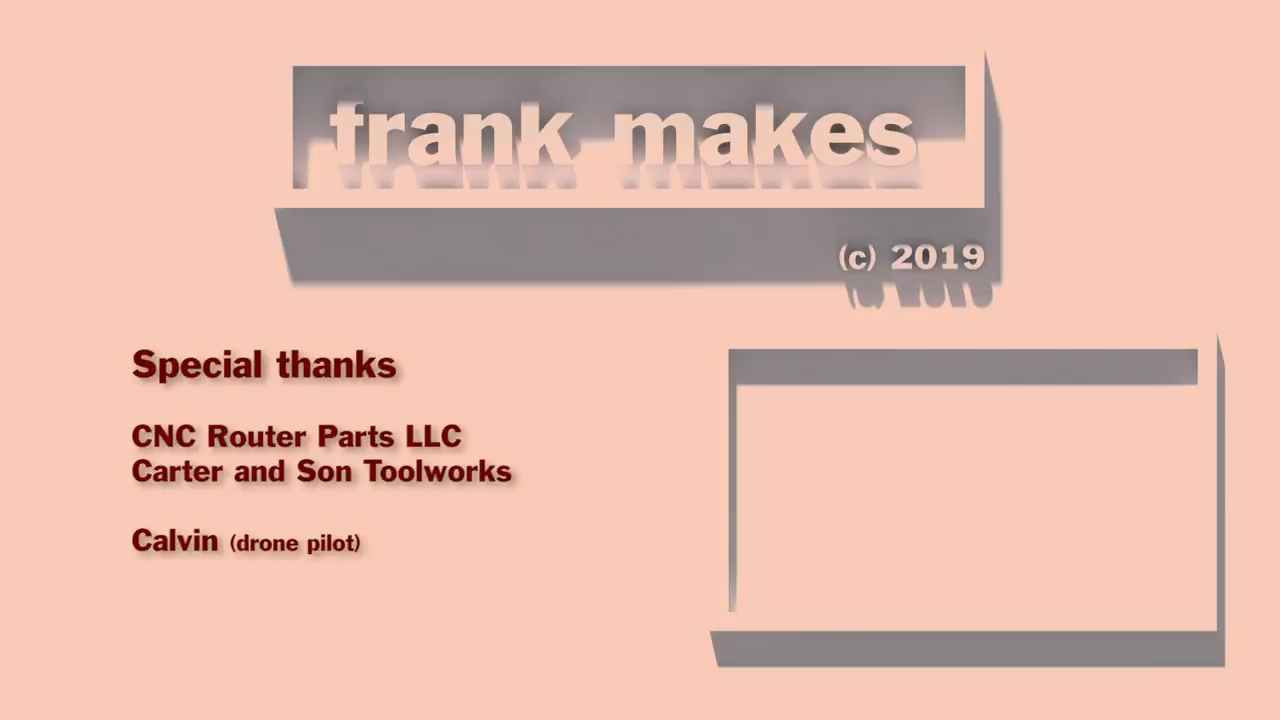 frank makes
(c) 2019
Special thanks
CNC Router Parts LLC
Carter and Son Toolworks
Calvin (drone pilot)